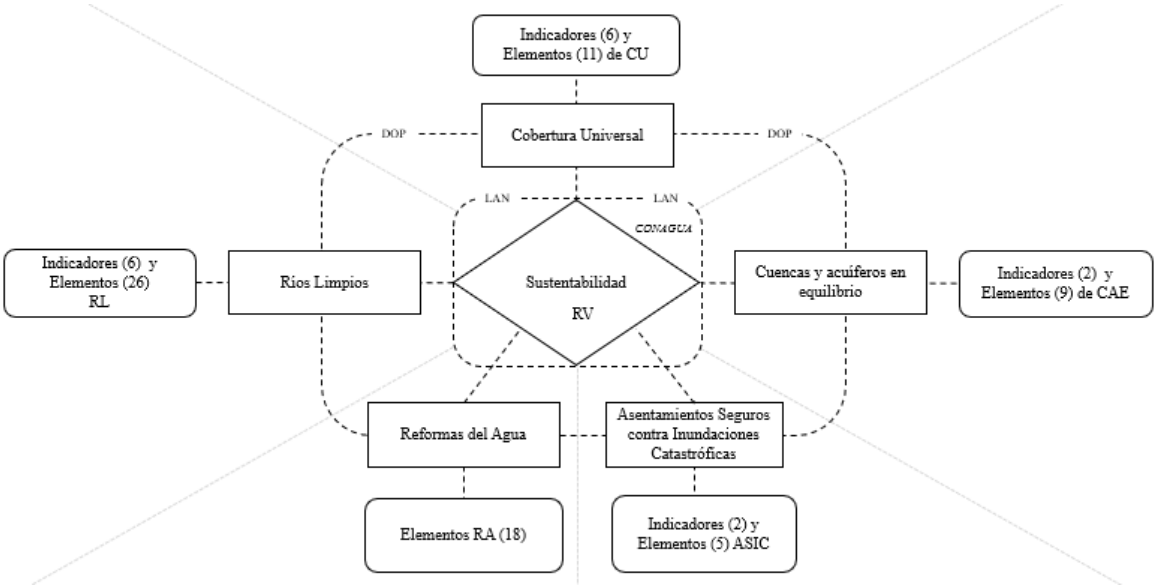 Indicadores (6) y
Elementos (11) de CU
DOP
Cobertura Universal
DOP
LAN
LAN
CONAGUA
Indicadores (6) y
Elementos (26)
RL
Ríos Limpios
Sustentabilidad
RV
Cuencas y acuíferos en
equilibrio
Indicadores (2) y
Elementos (9) de CAE
Reformas del Agua
Asentamientos Seguros
contra Inundaciones
Catastróficas
Elementos RA (18)
Indicadores (2) y
Elementos (5) ASIC